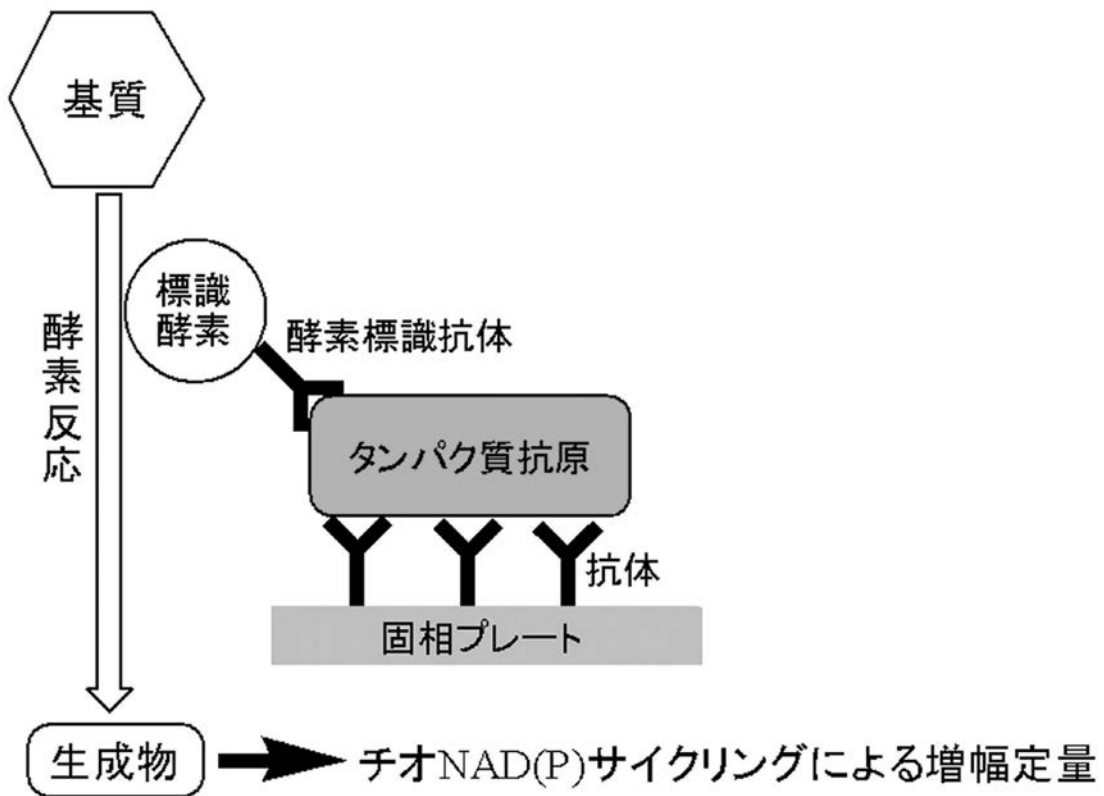 基質
標識
酵素
酵素標識抗体
酵素反応
タンパク質抗原
抗体
固相プレート
生成物
チオNAD(P)サイクリングによる増幅定量